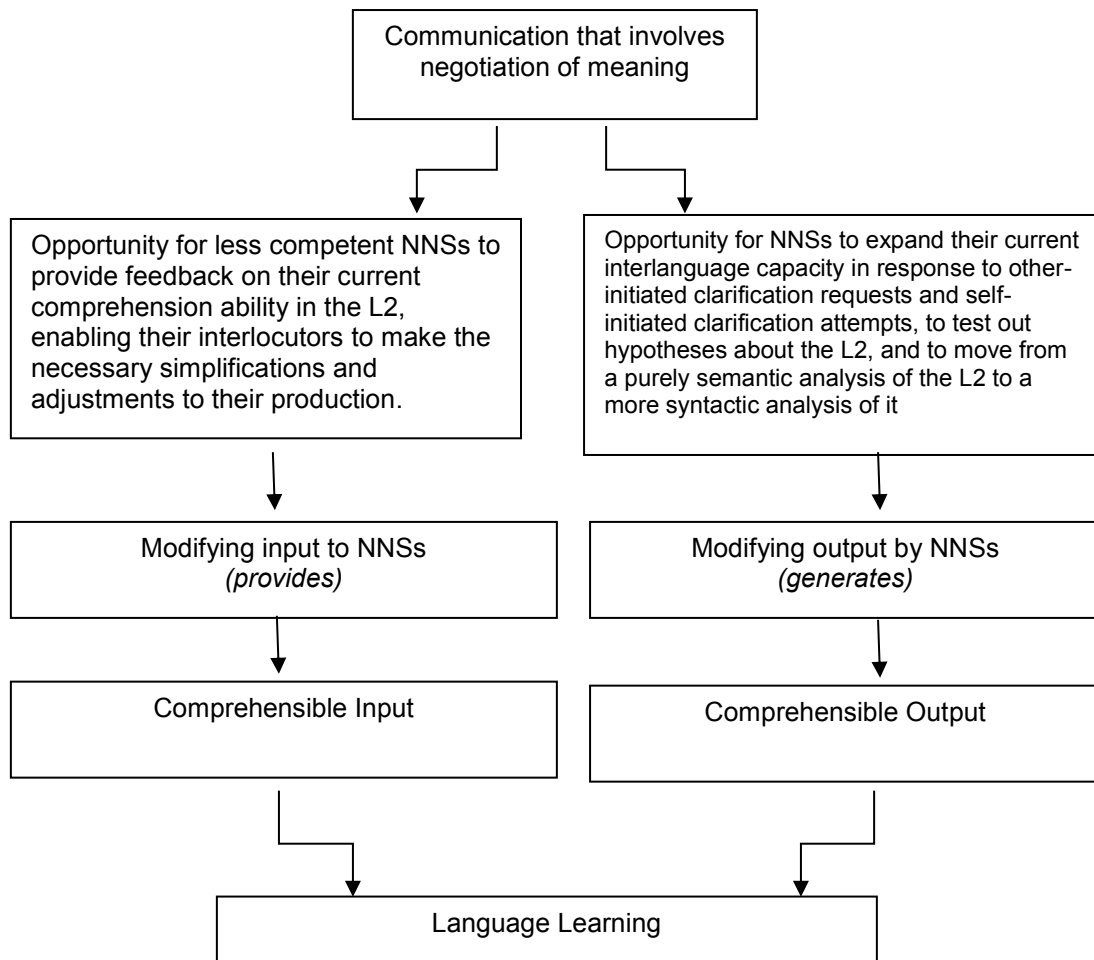 Communication that involves
negotiation of meaning
Opportunity for less competent NNSs to
provide feedback on their current
comprehension ability in the L2,
enabling their interlocutors to make the
necessary simplifications and
adjustments to their production.
Opportunity for NNSs to expand their current
interlanguage capacity in response to other-
initiated clarification requests and self-
initiated clarification attempts, to test out
hypotheses about the L2, and to move from
a purely semantic analysis of the L2 to a
more syntactic analysis of it
Modifying input to NNSs
(provides)
Modifying output by NNSs
(generates)
Comprehensible Input
Comprehensible Output
Language Learning